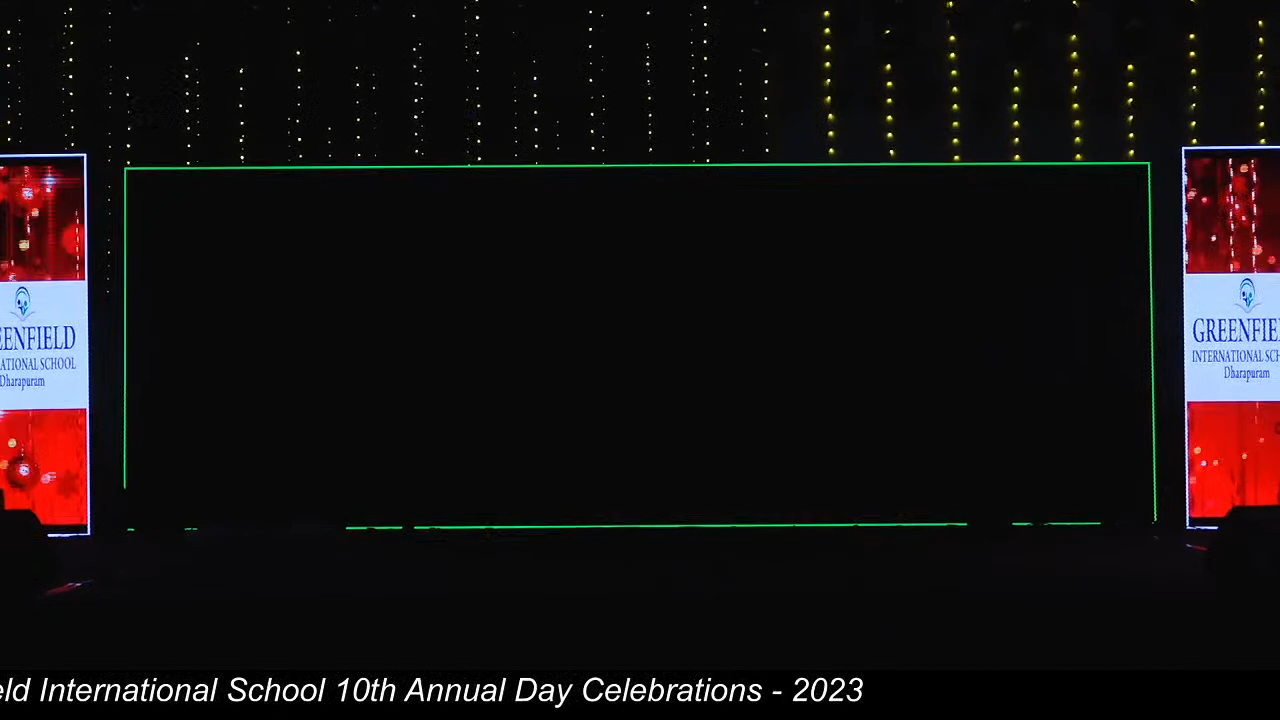 EENFIELD
ATIONAL SCHOOL
Dharapuram
GREENFIE
INTERNATIONAL SCH
Dharapuram
eld International School 10th Annual Day Celebrations - 2023